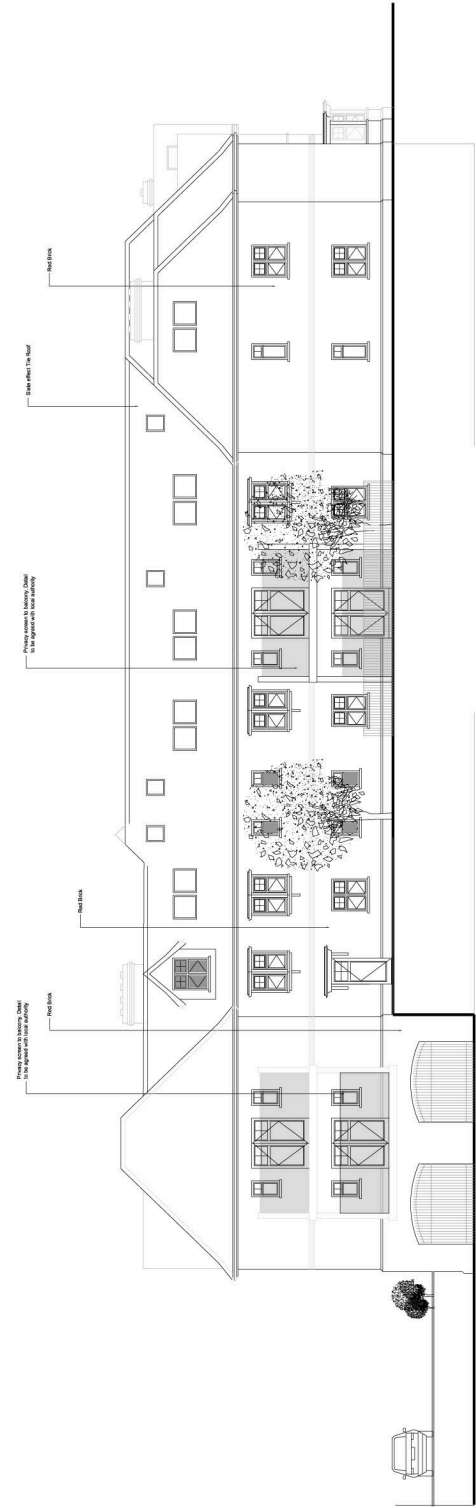 Privacy screen to balcony. Detail
to be agreed with local authority
Red Brick
Red Brick
Privacy screen to balcony. Detail
to be agreed with local authority
Slate effect Tile Roof
Red Brick